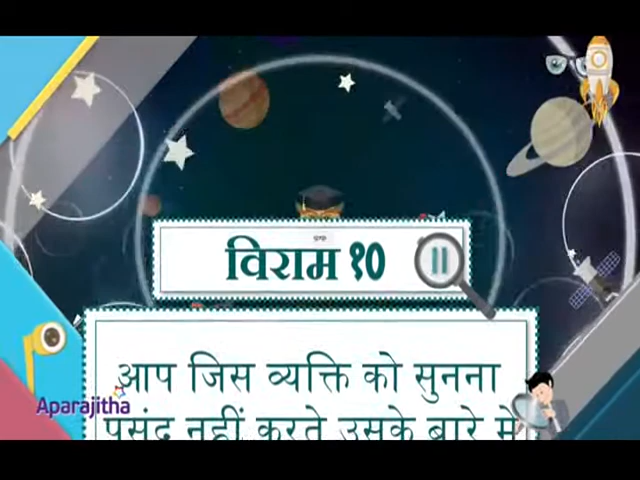 विराम १०
आप जिस व्यक्ति को सुनना
पसंद नहीं करते उसके बारे में
Aparajitha